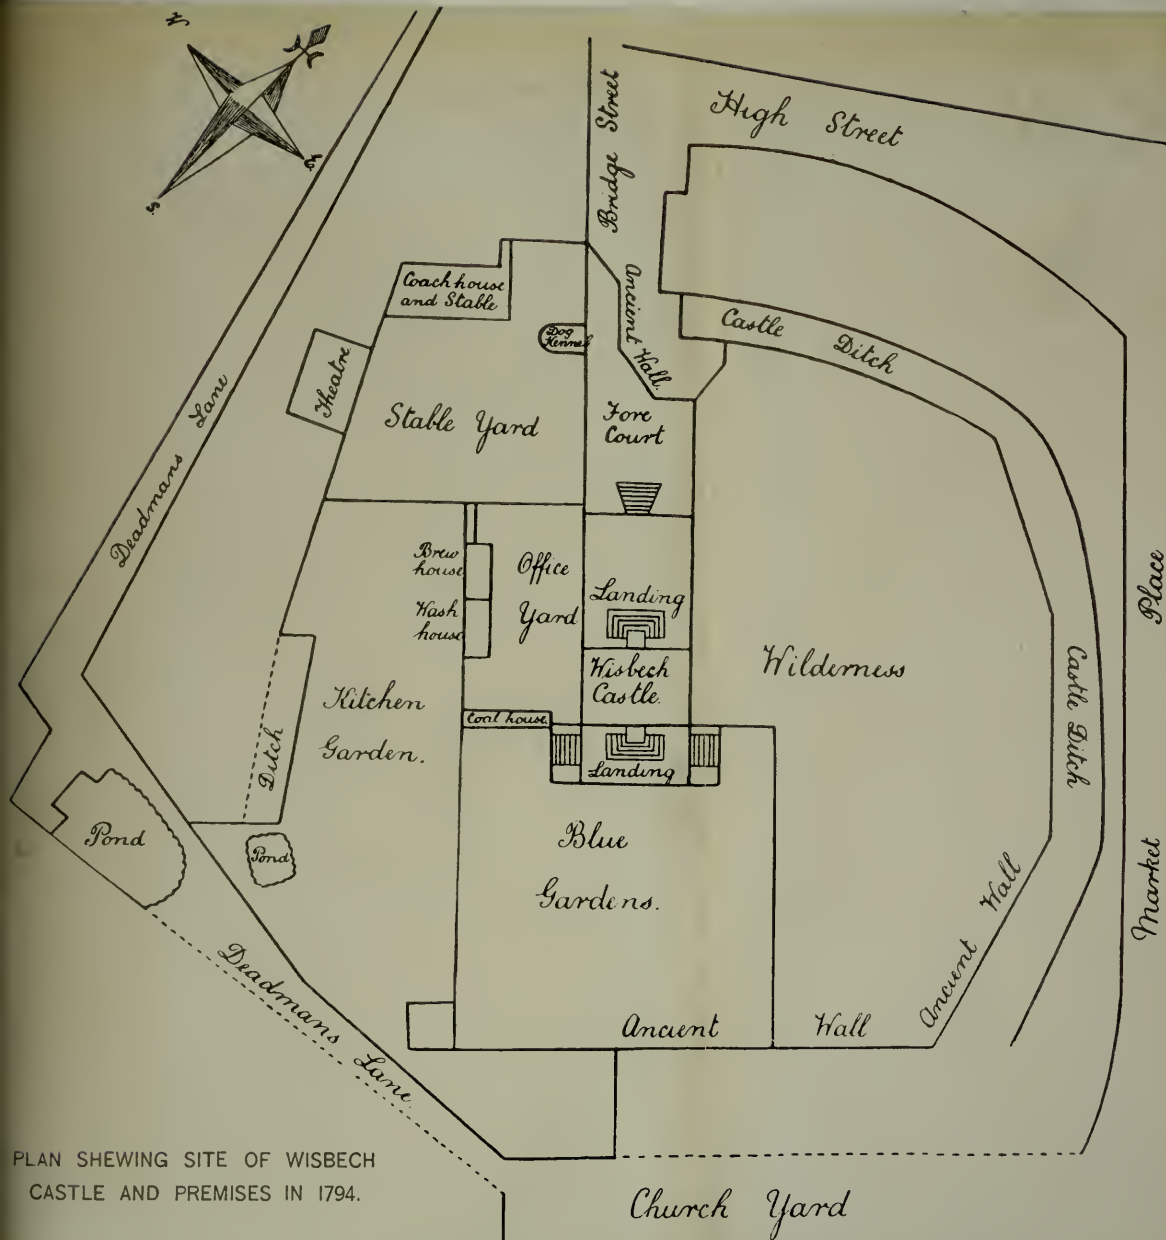 High Street
Bridge Street
Ancient Wall.
Coach house
and Stable
Dog
Kennel
Castle Ditch
Theatre
Deadmans Lane
Stable Yard
Fore
Court
Brew
house
Office
Yard
Wash
house
Landing
Wisbech
Castle.
Wilderness
Market Place
Castle Ditch
Kitchen
Garden.
Ditch
Coal house.
Landing
Pond
Pond
Blue
Gardens.
Ancient Wall
Deadmans Lane.
Ancient Wall
PLAN SHEWING SITE OF WISBECH
CASTLE AND PREMISES IN 1794.
Church Yard